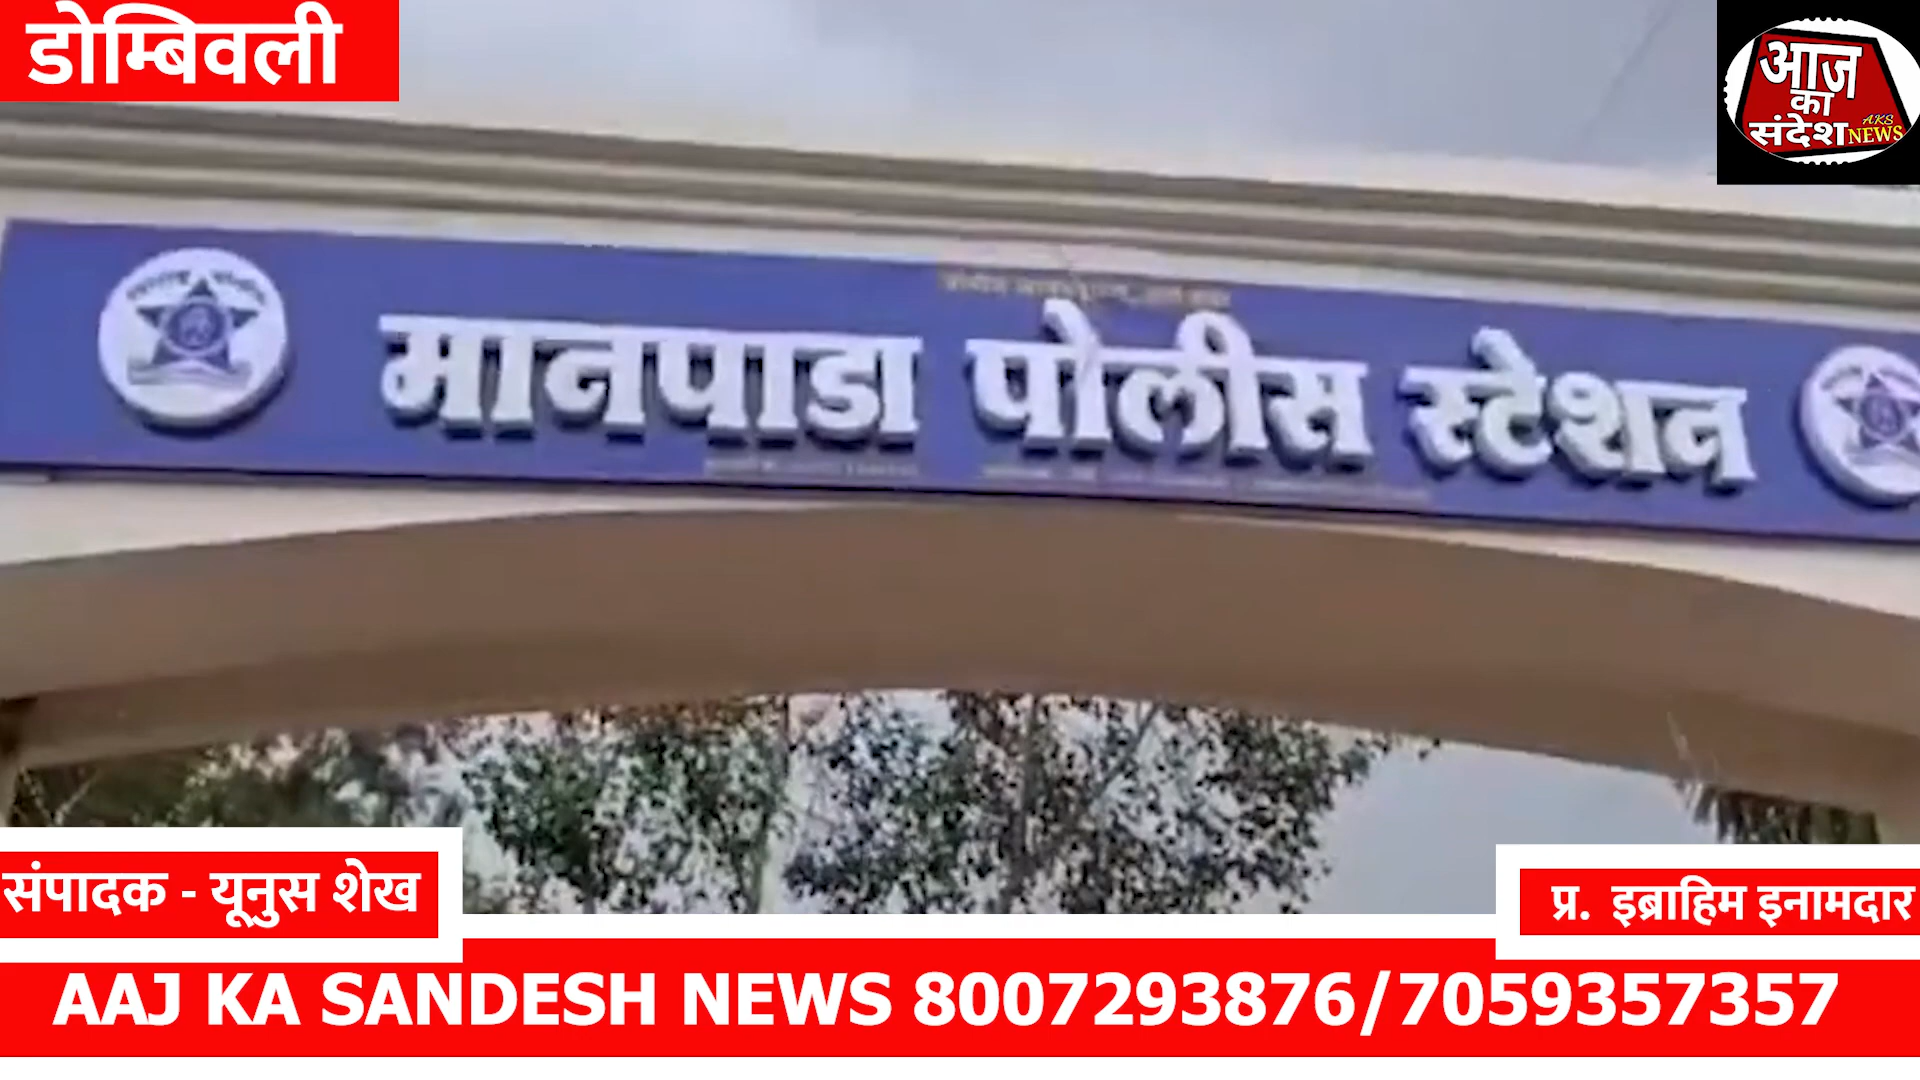 डोम्बिवली
आज
का
संदेश
AKS
NEWS
मानपाडा पोलीस स्टेशन
संपादक - यूनुस शेख
प्र. इब्राहिम इनामदार
AAJ KA SANDESH NEWS 8007293876/7059357357